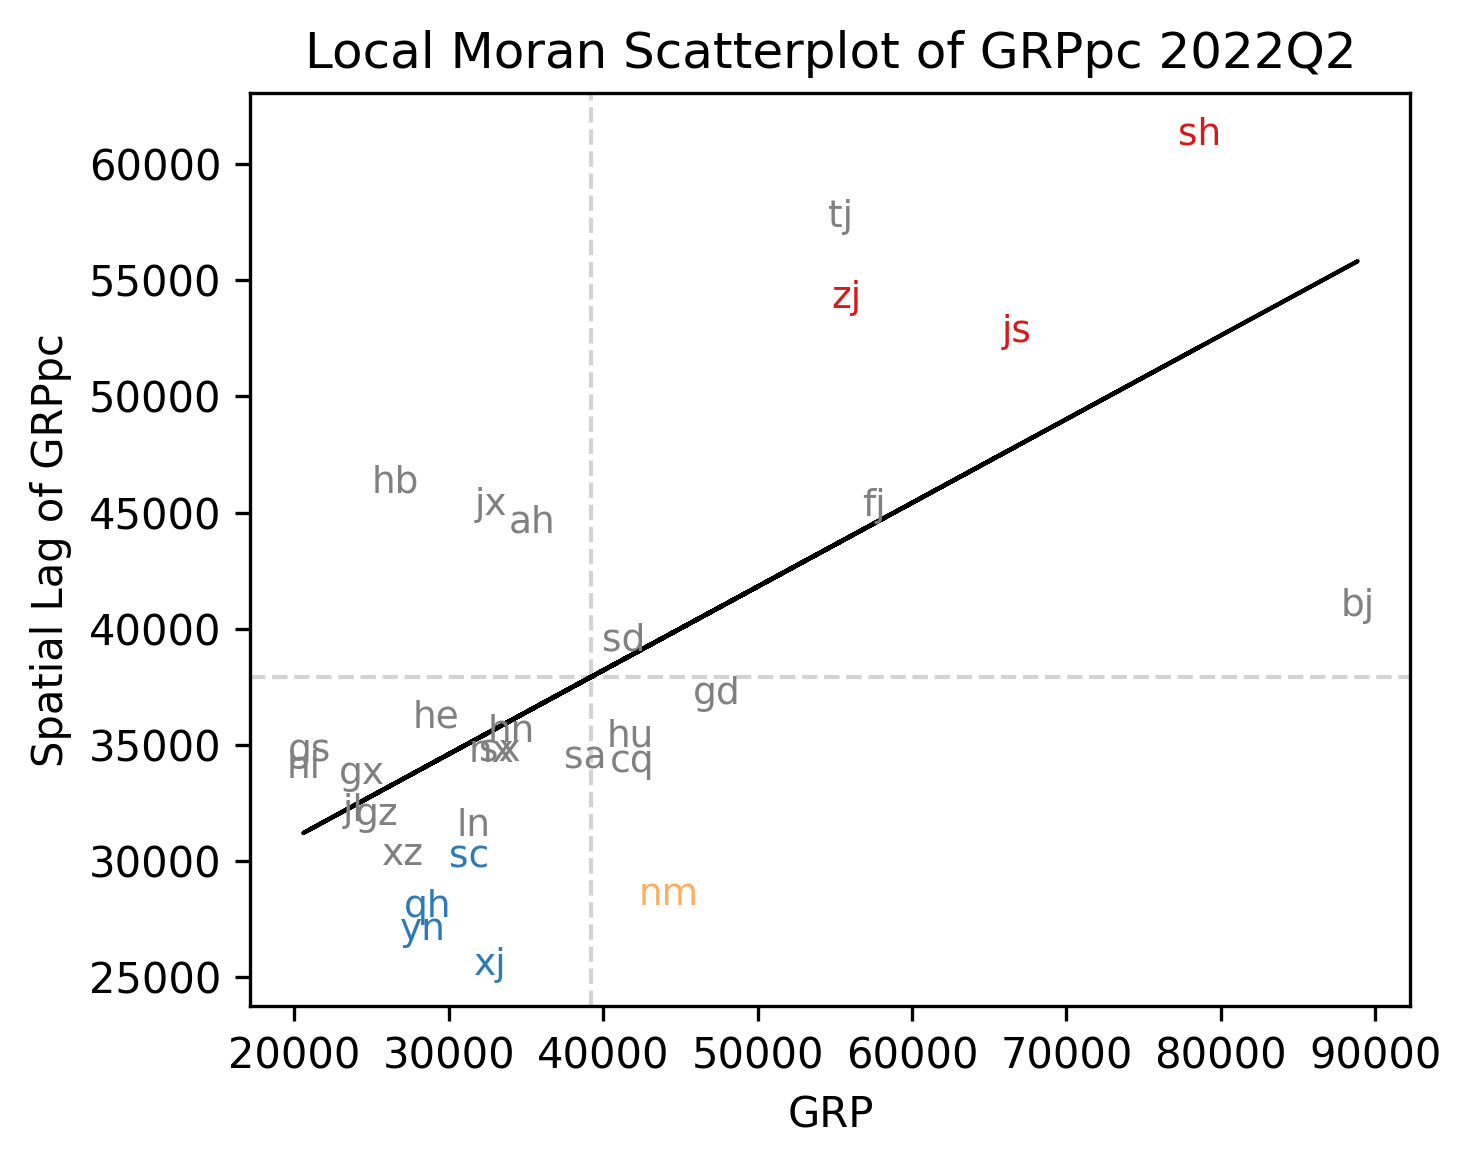 Local Moran Scatterplot of GRPpc 2022Q2
Spatial Lag of GRPpc
60000
55000
50000
45000
40000
35000
30000
25000
sh
tj
zj
js
hb
jx
ah
fj
bj
sd
gd
he
hn
hu
gs
sx
sa
cq
gx
jl
gz
ln
xz
sc
nm
qh
yn
xj
20000 30000 40000 50000 60000 70000 80000 90000
GRP